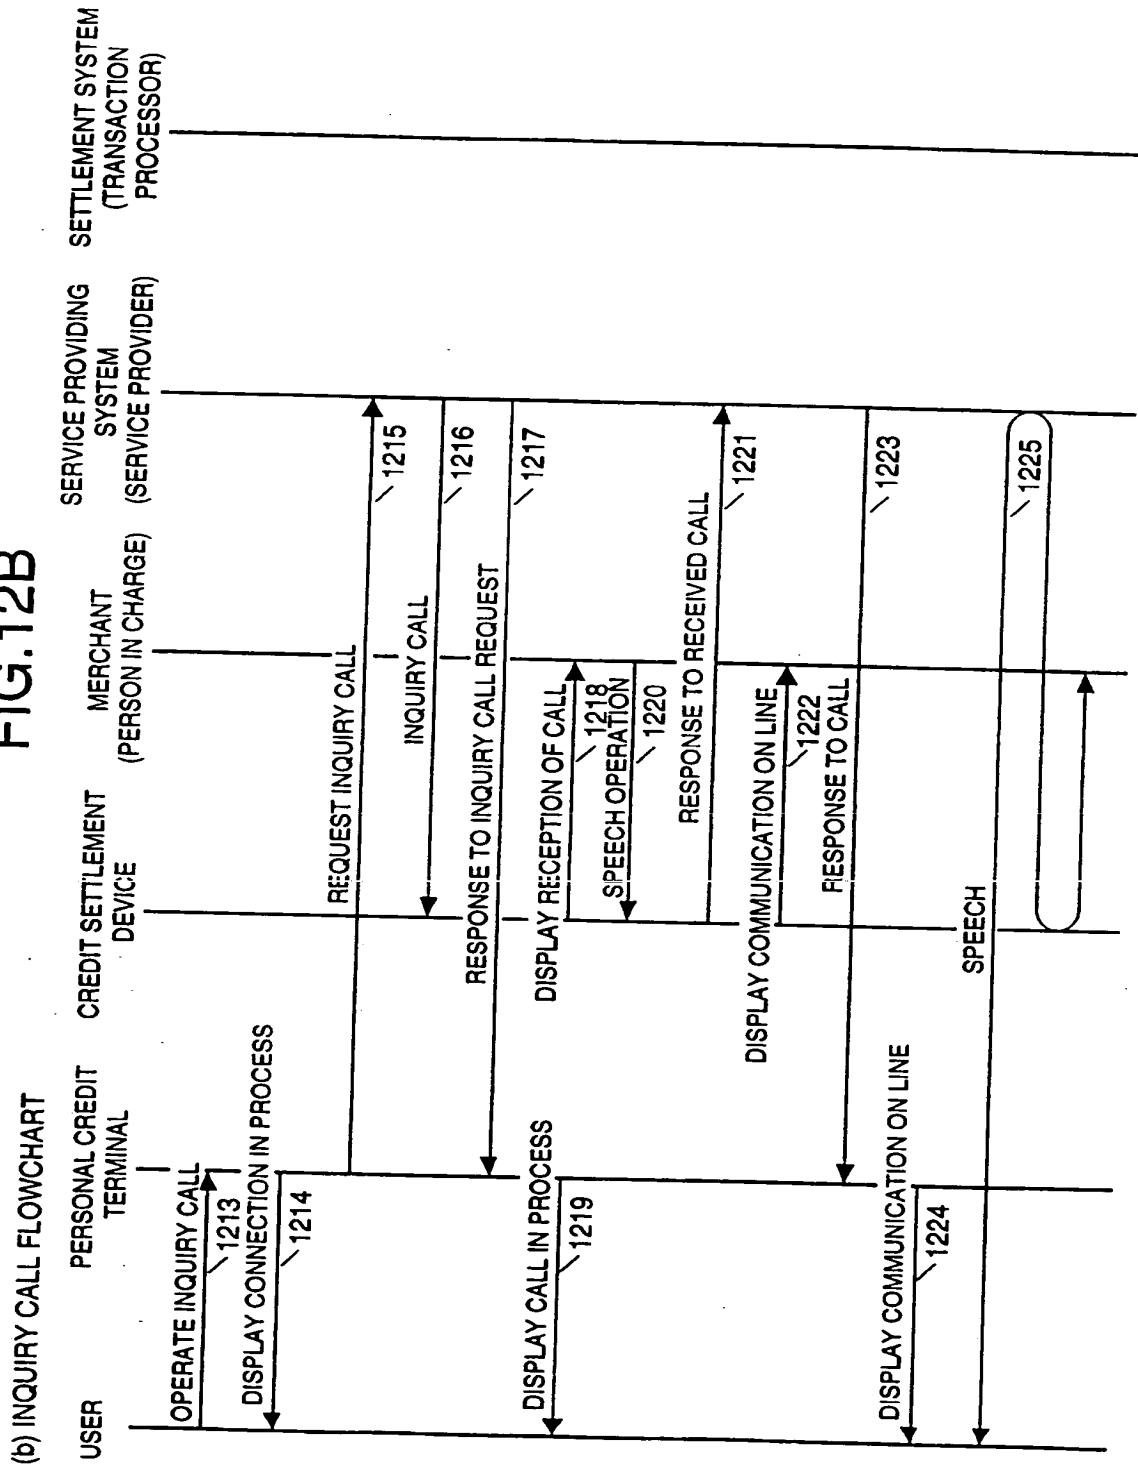 FIG.12B
(b) INQUIRY CALL FLOWCHART
USER
PERSONAL CREDIT
TERMINAL
CREDIT SETTLEMENT
DEVICE
MERCHANT
(PERSON IN CHARGE)
SERVICE PROVIDING
SYSTEM
(SERVICE PROVIDER)
SETTLEMENT SYSTEM
(TRANSACTION
PROCESSOR)
OPERATE INQUIRY CALL
1213
DISPLAY CONNECTION IN PROCESS
1214
REQUEST INQUIRY CALL
1215
INQUIRY CALL
1216
RESPONSE TO INQUIRY CALL REQUEST
1217
DISPLAY RECEPTION OF CALL
1218
DISPLAY CALL IN PROCESS
1219
SPEECH OPERATION
1220
RESPONSE TO RECEIVED CALL
1221
DISPLAY COMMUNICATION ON LINE
1222
RESPONSE TO CALL
1223
DISPLAY COMMUNICATION ON LINE
1224
SPEECH
1225